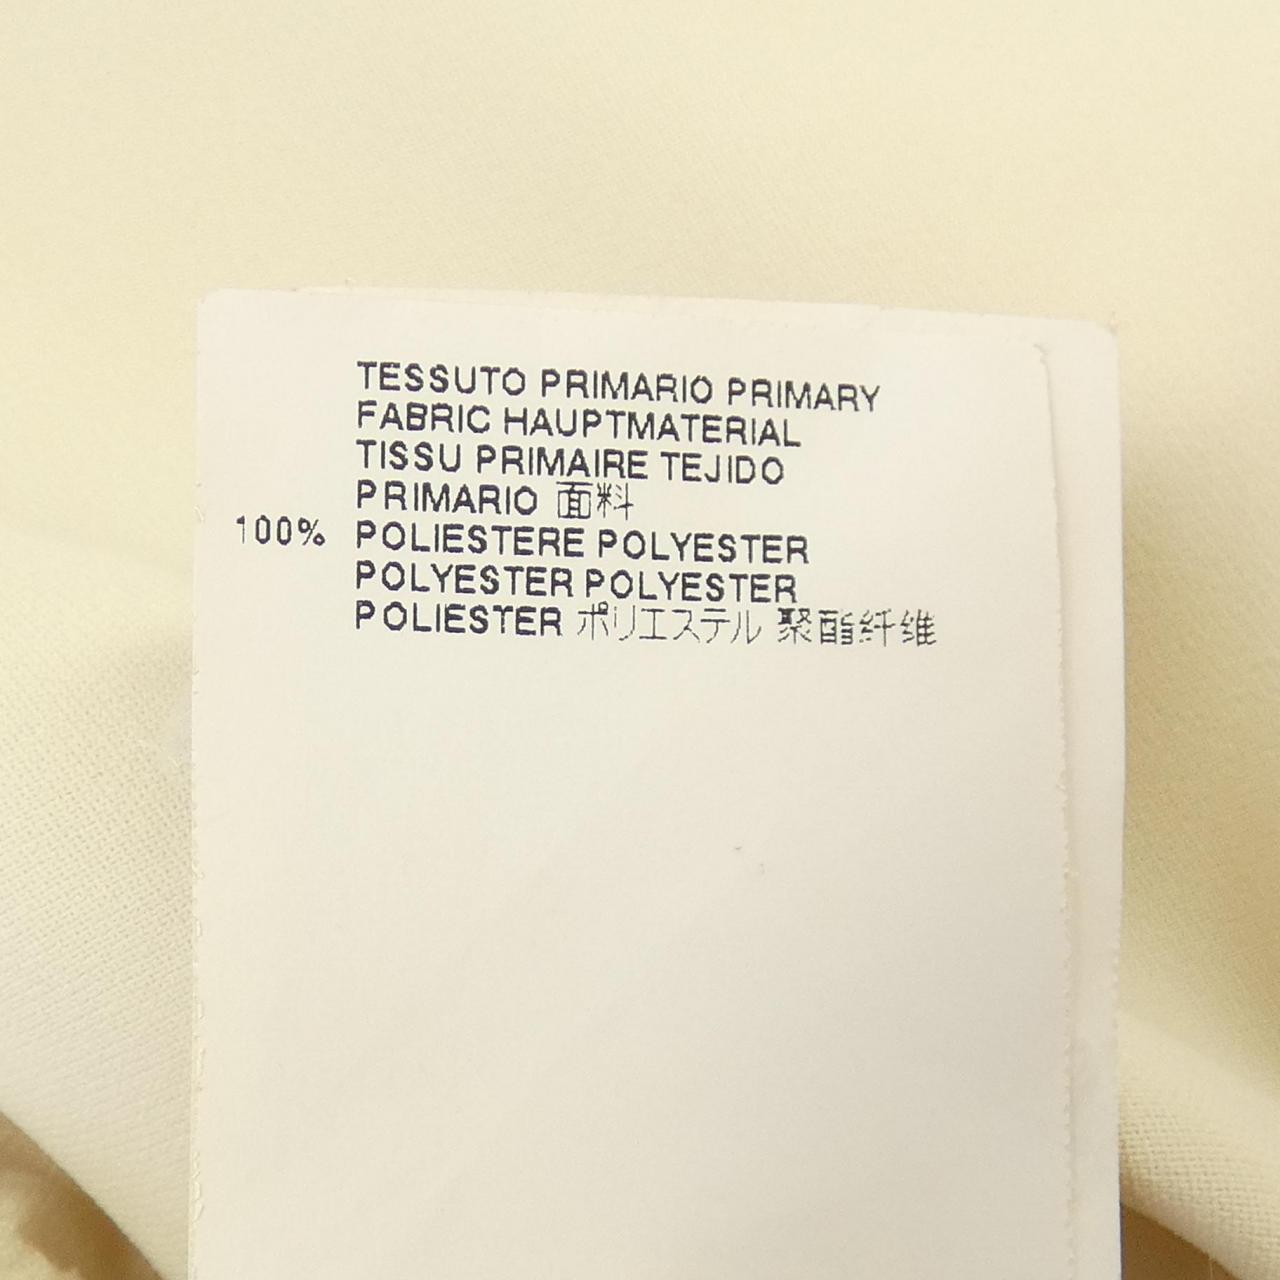 TESSUTO PRIMARIO PRIMARY
FABRIC HAUPTMATERIAL
TISSU PRIMAIRE TEJIDO
PRIMARIO 面料
100% POLIESTERE POLYESTER
POLYESTER POLYESTER
POLIESTER ポリエステル 聚酯纤维